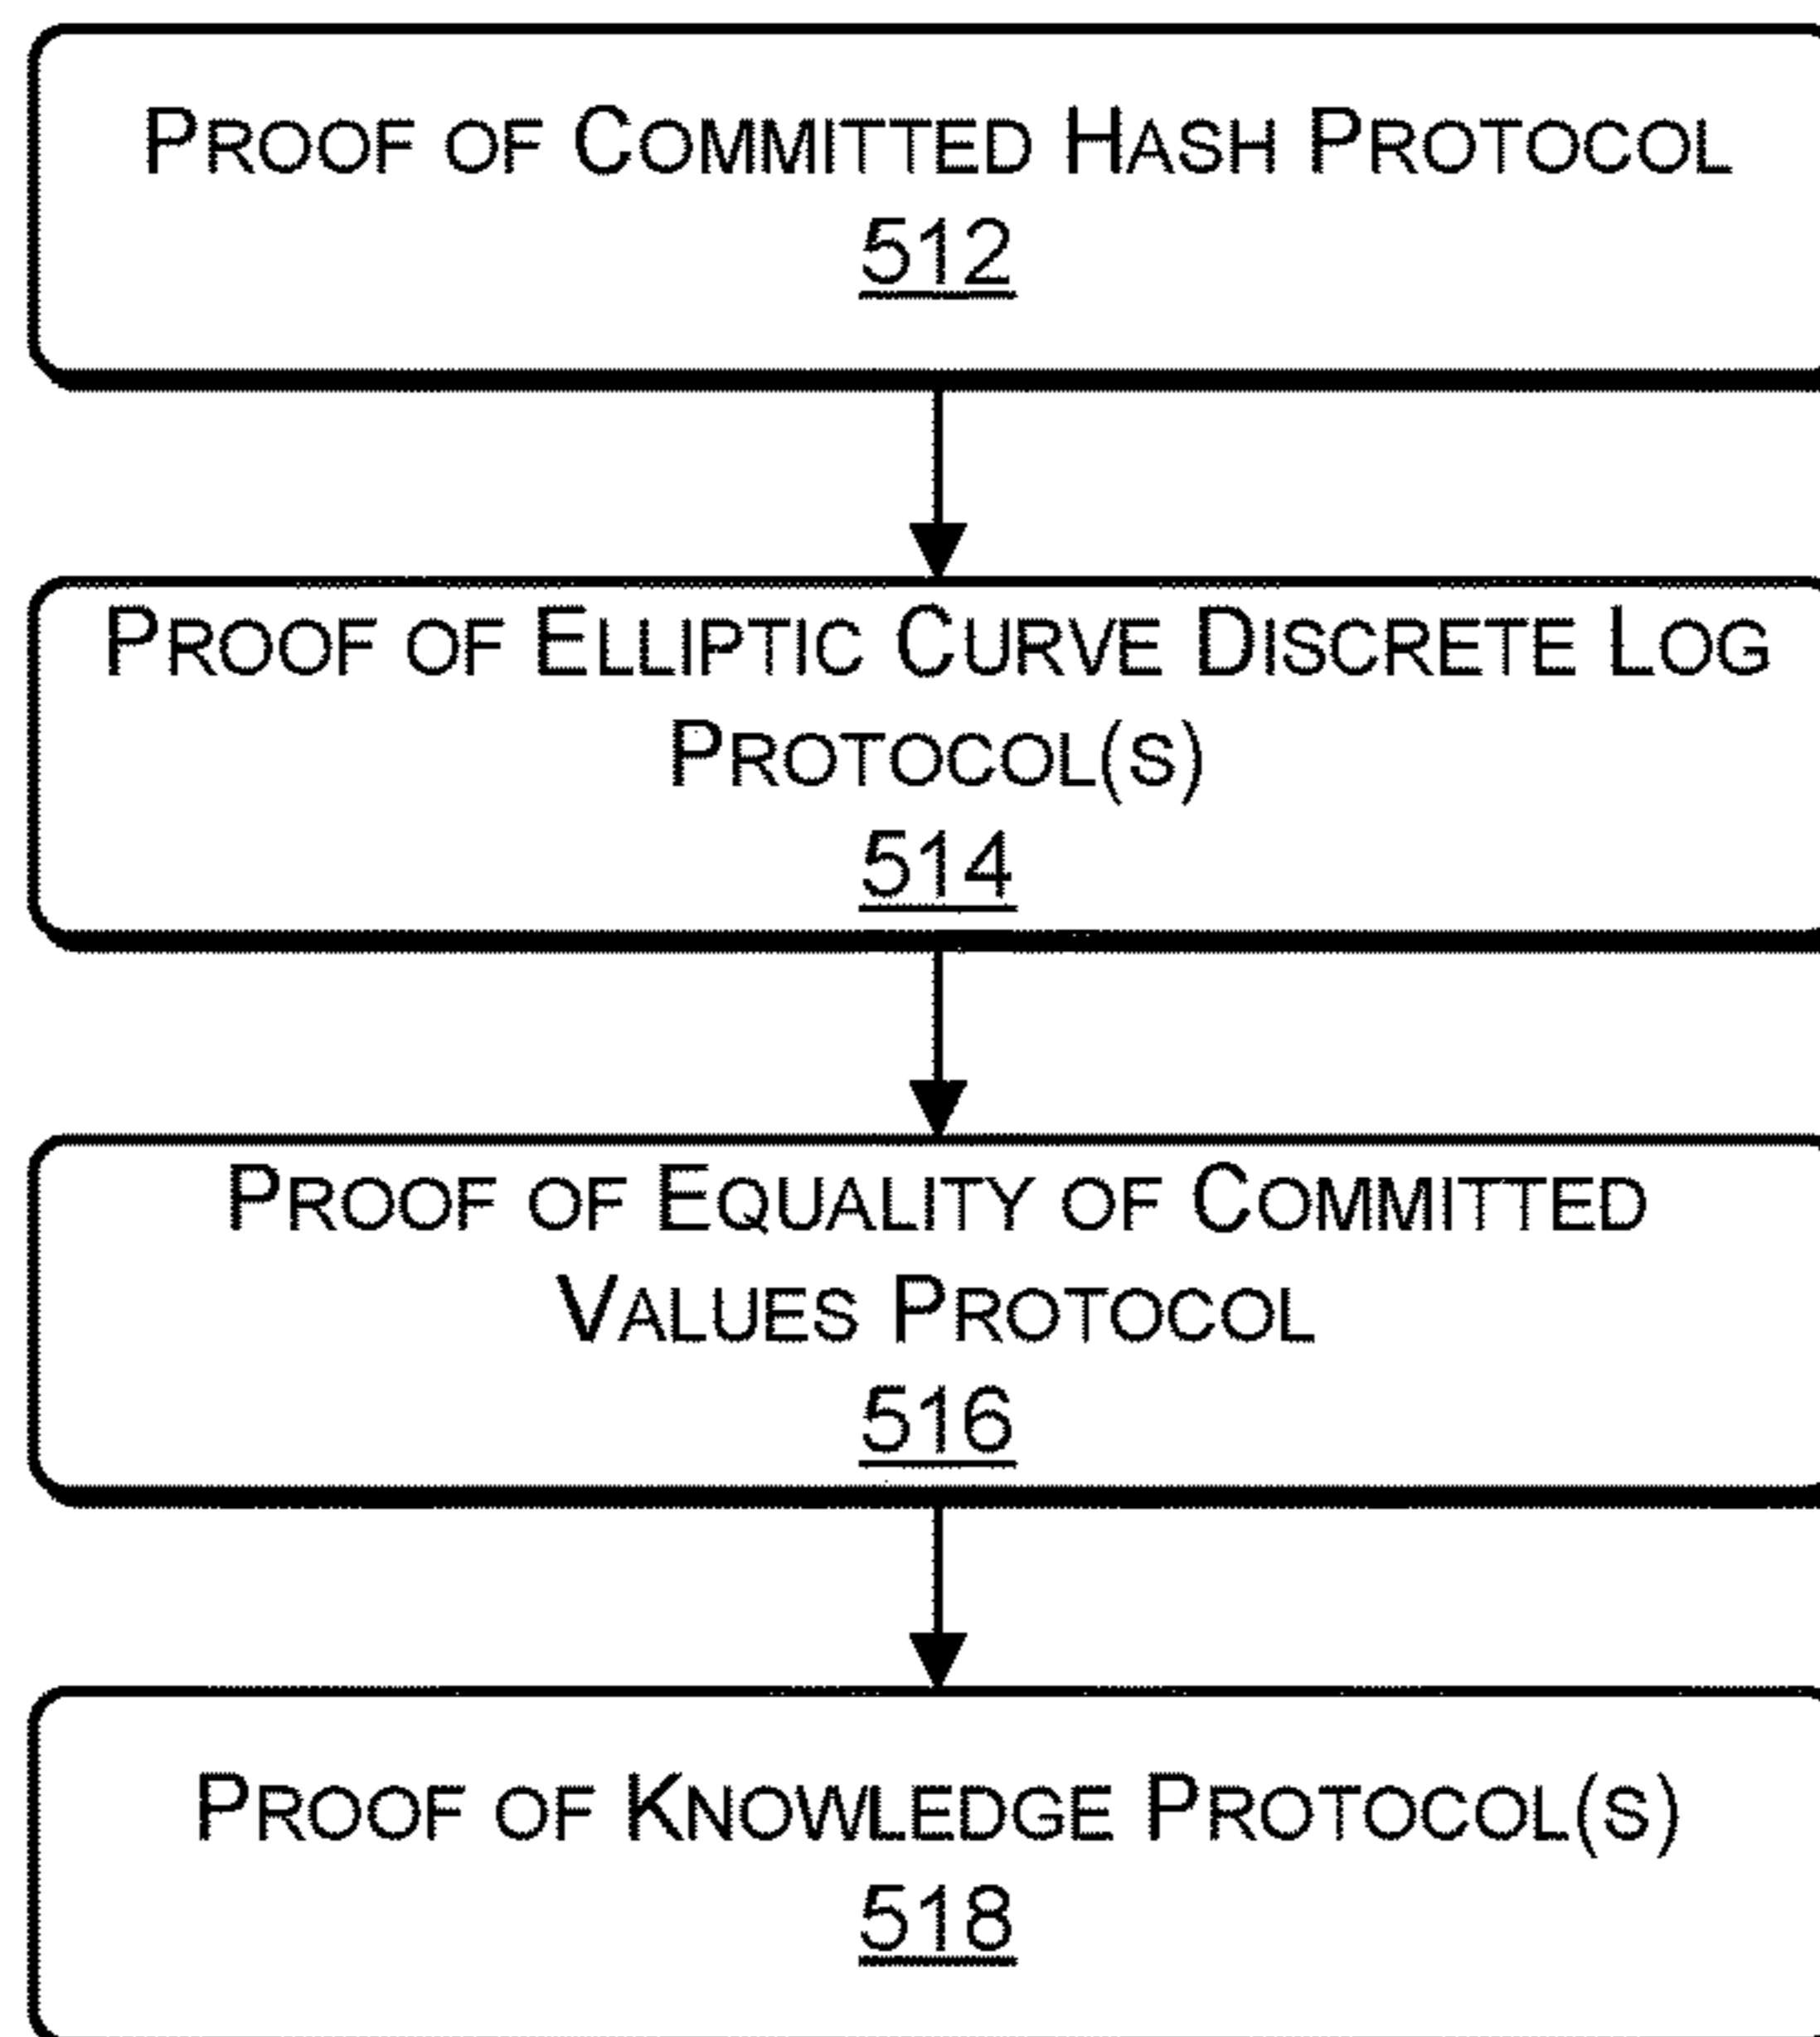 PROOF OF COMMITTED HASH PROTOCOL
512
PROOF OF ELLIPTIC CURVE DISCRETE LOG
PROTOCOL(S)
514
PROOF OF EQUALITY OF COMMITTED
VALUES PROTOCOL
516
PROOF OF KNOWLEDGE PROTOCOL(S)
518